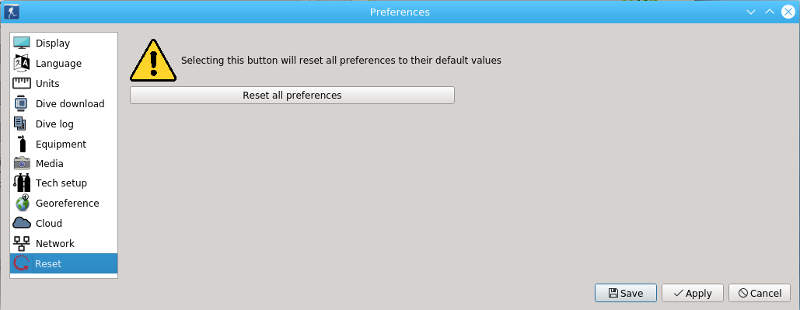 Preferences
Display
Language
Units
Dive download
Dive log
Equipment
Media
Tech setup
Georeference
Cloud
Network
Reset
Selecting this button will reset all preferences to their default values
Reset all preferences
Save
Apply
Cancel